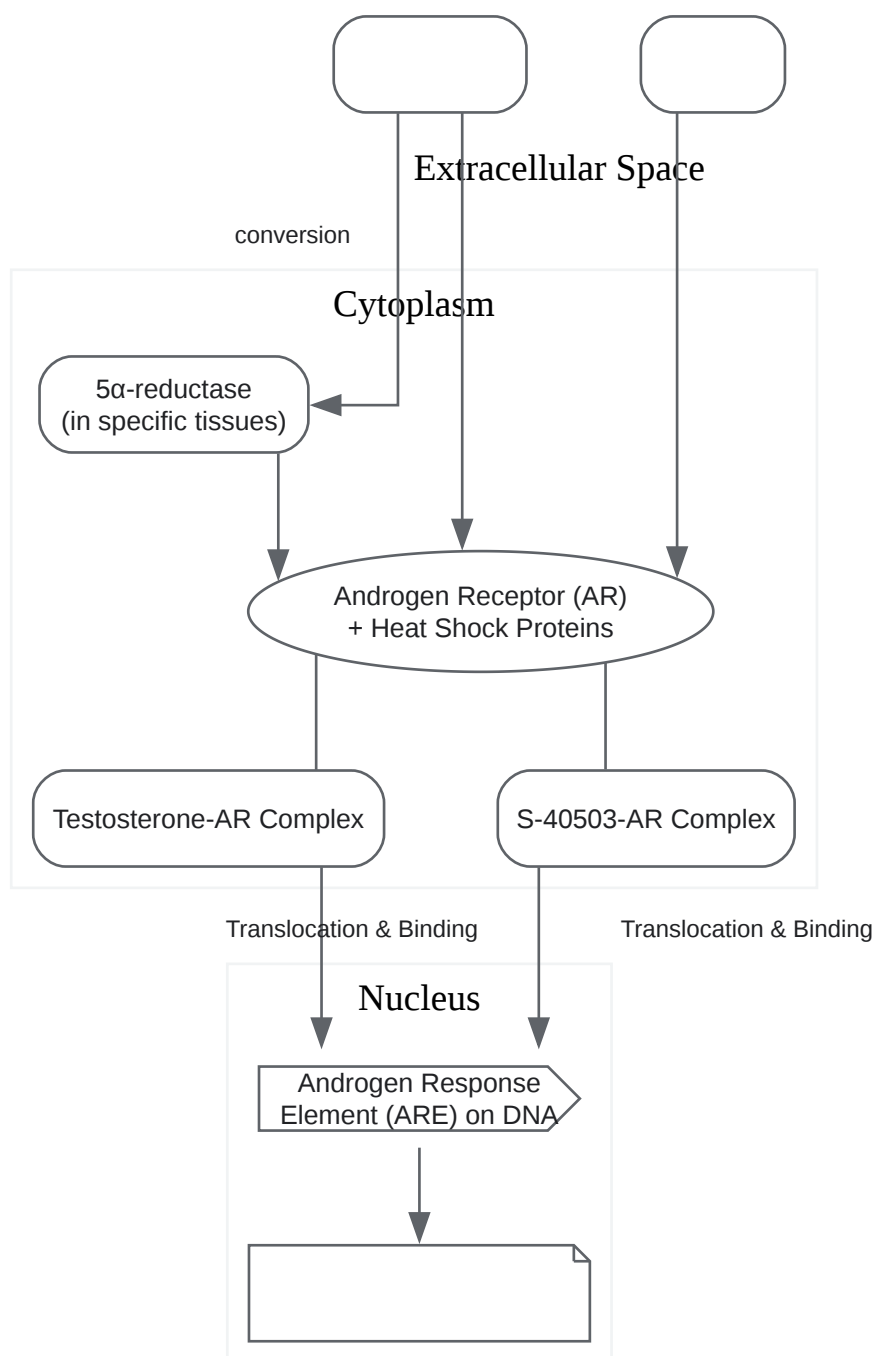 Extracellular Space
conversion
Cytoplasm
5α-reductase
(in specific tissues)
Androgen Receptor (AR)
+ Heat Shock Proteins
Testosterone-AR Complex
S-40503-AR Complex
Translocation & Binding
Translocation & Binding
Nucleus
Androgen Response
Element (ARE) on DNA